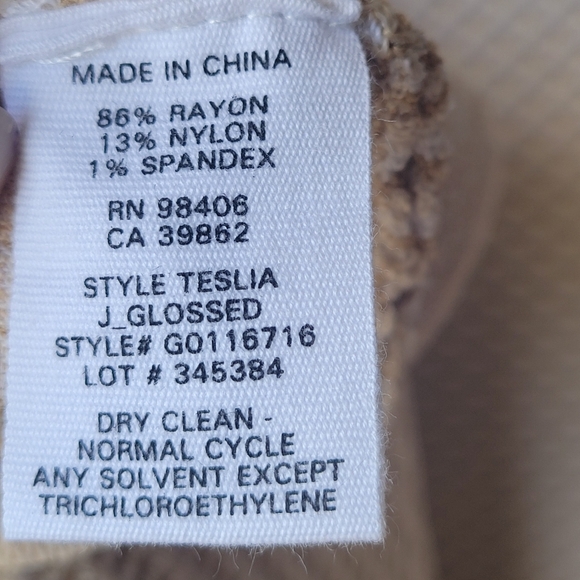 MADE IN CHINA
86% RAYON
13% NYLON
1% SPANDEX
RN 98406
CA 39862
STYLE TESLIA
J_GLOSSED
STYLE# G0116716
LOT # 345384
DRY CLEAN -
NORMAL CYCLE
ANY SOLVENT EXCEPT
TRICHLOROETHYLENE